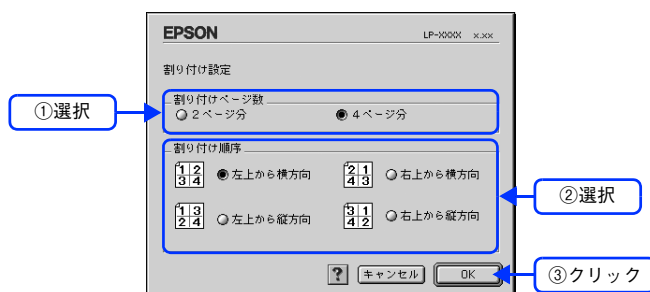 EPSON LP-XXXX x.xx
割り付け設定
割り付けページ数
①選択
2ページ分 4ページ分
割り付け順序
1 2 左上から横方向 2 1 右上から横方向
3 4 4 3
②選択
1 3 左上から縦方向 3 1 右上から縦方向
2 4 4 2
? キャンセル OK ③クリック